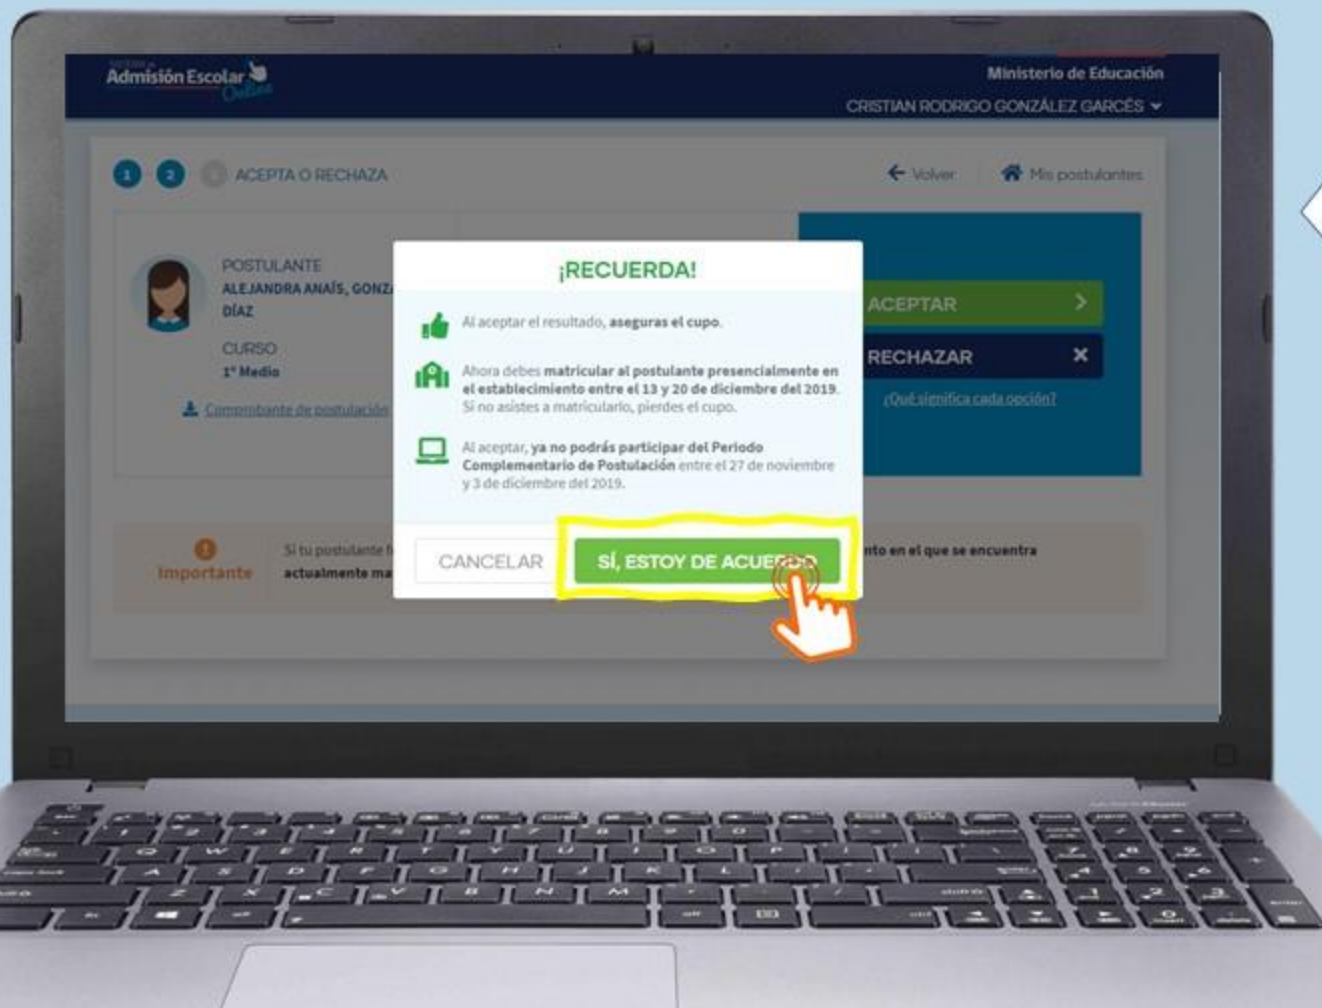 Admisión Escolar
Online
Ministerio de Educación
CRISTIAN RODRIGO GONZÁLEZ GARCÉS
1 2 ACEPTA O RECHAZA
Volver
Mis postulantes
POSTULANTE
ALEJANDRA ANAÍS, GONZ
DÍAZ
CURSO
1° Medio
Comprobante de postulación
¡RECUERDA!
Al aceptar el resultado, aseguras el cupo.
Ahora debes matricular al postulante presencialmente en
el establecimiento entre el 13 y 20 de diciembre del 2019.
Si no asistes a matricularlo, pierdes el cupo.
Al aceptar, ya no podrás participar del Periodo
Complementario de Postulación entre el 27 de noviembre
y 3 de diciembre del 2019.
CANCELAR
SÍ, ESTOY DE ACUERDO
ACEPTAR
RECHAZAR
¿Qué significa cada opción?
Importante
Si tu postulante
actualmente
en el que se encuentra